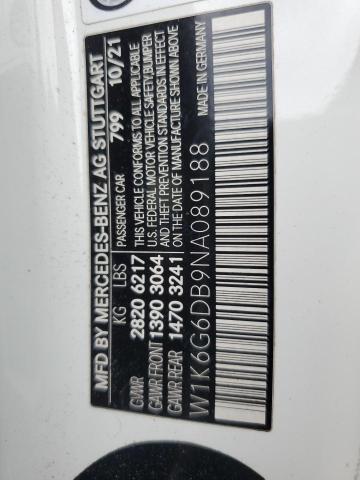 MFD BY MERCEDES-BENZ AG STUTTGART
KG LBS PASSENGER CAR 799 10/21
GVWR 2820 6217 THIS VEHICLE CONFORMS TO ALL APPLICABLE
U.S. FEDERAL MOTOR VEHICLE SAFETY, BUMPER
GAWR FRONT 1390 3064 AND THEFT PREVENTION STANDARDS IN EFFECT
GAWR REAR 1470 3241 ON THE DATE OF MANUFACTURE SHOWN ABOVE
W1K6G6DB9NA089188 MADE IN GERMANY